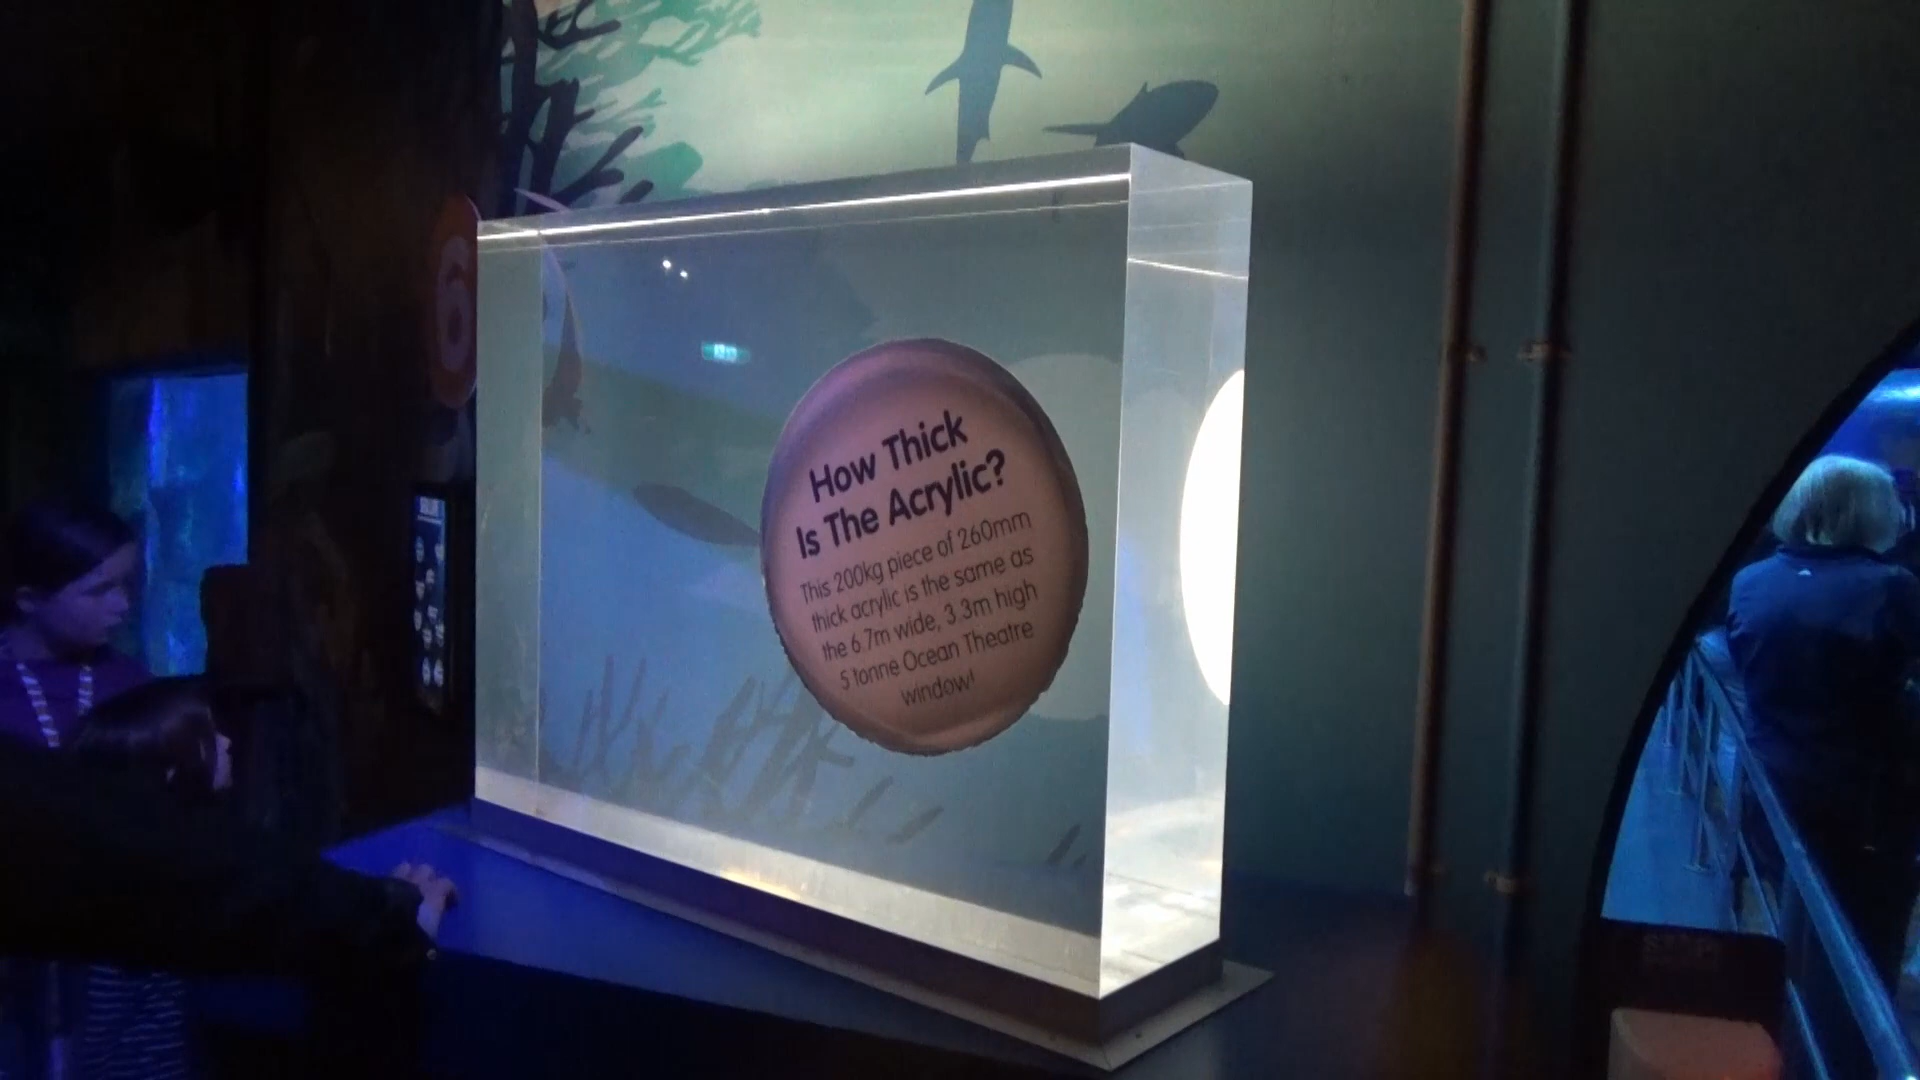 6
How Thick
Is The Acrylic?
This 200kg piece of 260mm
thick acrylic is the same as
the 6.7m wide, 3.3m high
5 tonne Ocean Theatre
window!